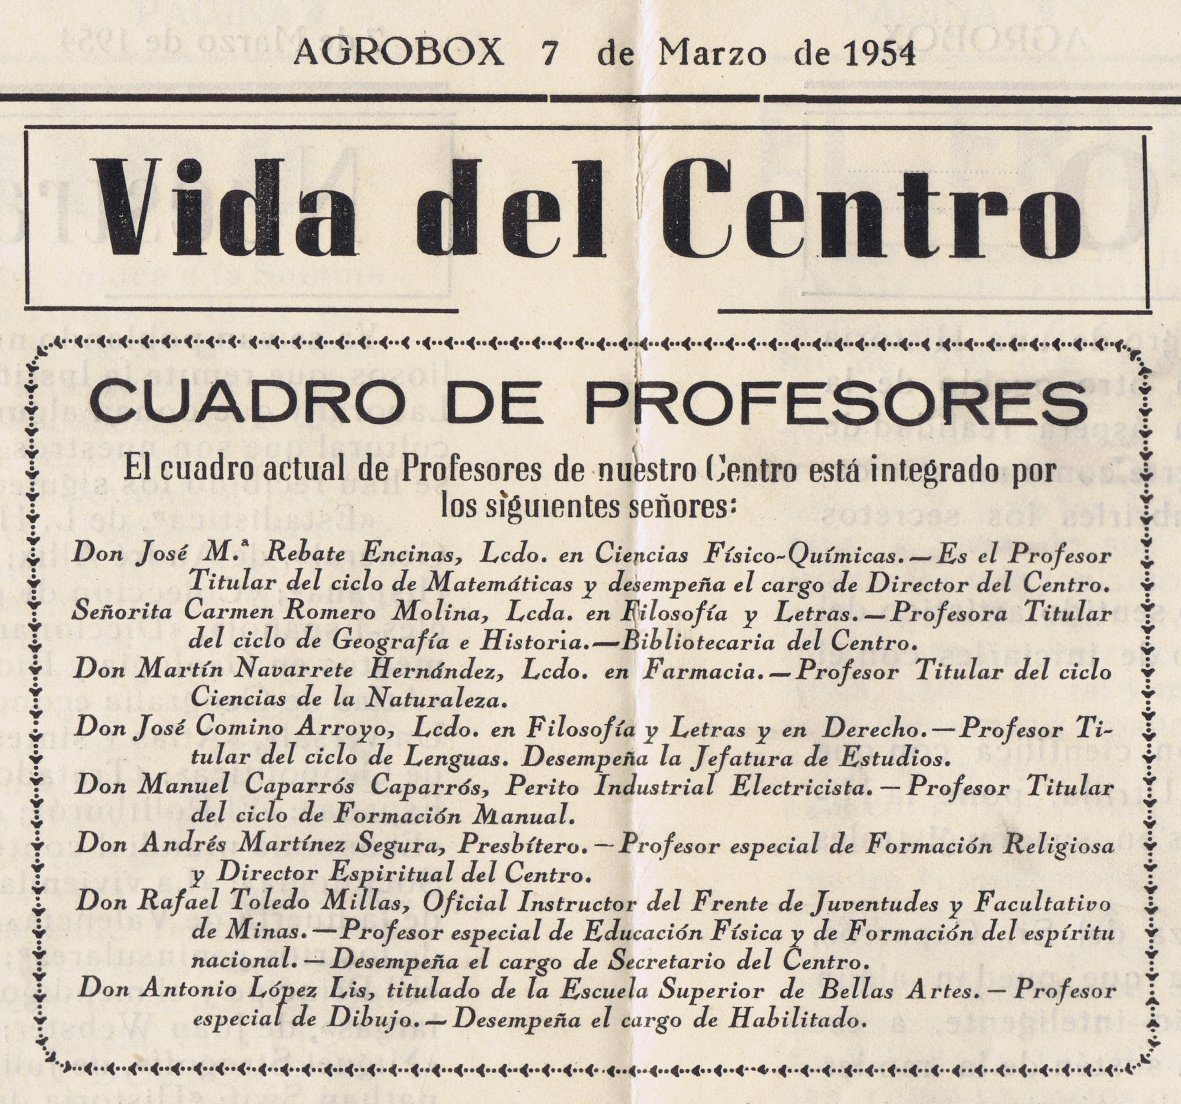 AGROBOX 7 de Marzo de 1954
Vida del Centro
CUADRO DE PROFESORES
El cuadro actual de Profesores de nuestro Centro está integrado por
los siguientes señores:
Don José M.ª Rebate Encinas, Lcdo. en Ciencias Físico-Químicas.—Es el Profesor
Titular del ciclo de Matemáticas y desempeña el cargo de Director del Centro.
Señorita Carmen Romero Molina, Lcda. en Filosofía y Letras.—Profesora Titular
del ciclo de Geografía e Historia.—Bibliotecaria del Centro.
Don Martín Navarrete Hernández, Lcdo. en Farmacia.—Profesor Titular del ciclo
Ciencias de la Naturaleza.
Don José Comino Arroyo, Lcdo. en Filosofía y Letras y en Derecho.—Profesor Ti-
tular del ciclo de Lenguas. Desempeña la Jefatura de Estudios.
Don Manuel Caparrós Caparrós, Perito Industrial Electricista.—Profesor Titular
del ciclo de Formación Manual.
Don Andrés Martínez Segura, Presbítero.—Profesor especial de Formación Religiosa
y Director Espiritual del Centro.
Don Rafael Toledo Millas, Oficial Instructor del Frente de Juventudes y Facultativo
de Minas.—Profesor especial de Educación Física y de Formación del espíritu
nacional.—Desempeña el cargo de Secretario del Centro.
Don Antonio López Lis, titulado de la Escuela Superior de Bellas Artes.—Profesor
especial de Dibujo.—Desempeña el cargo de Habilitado.